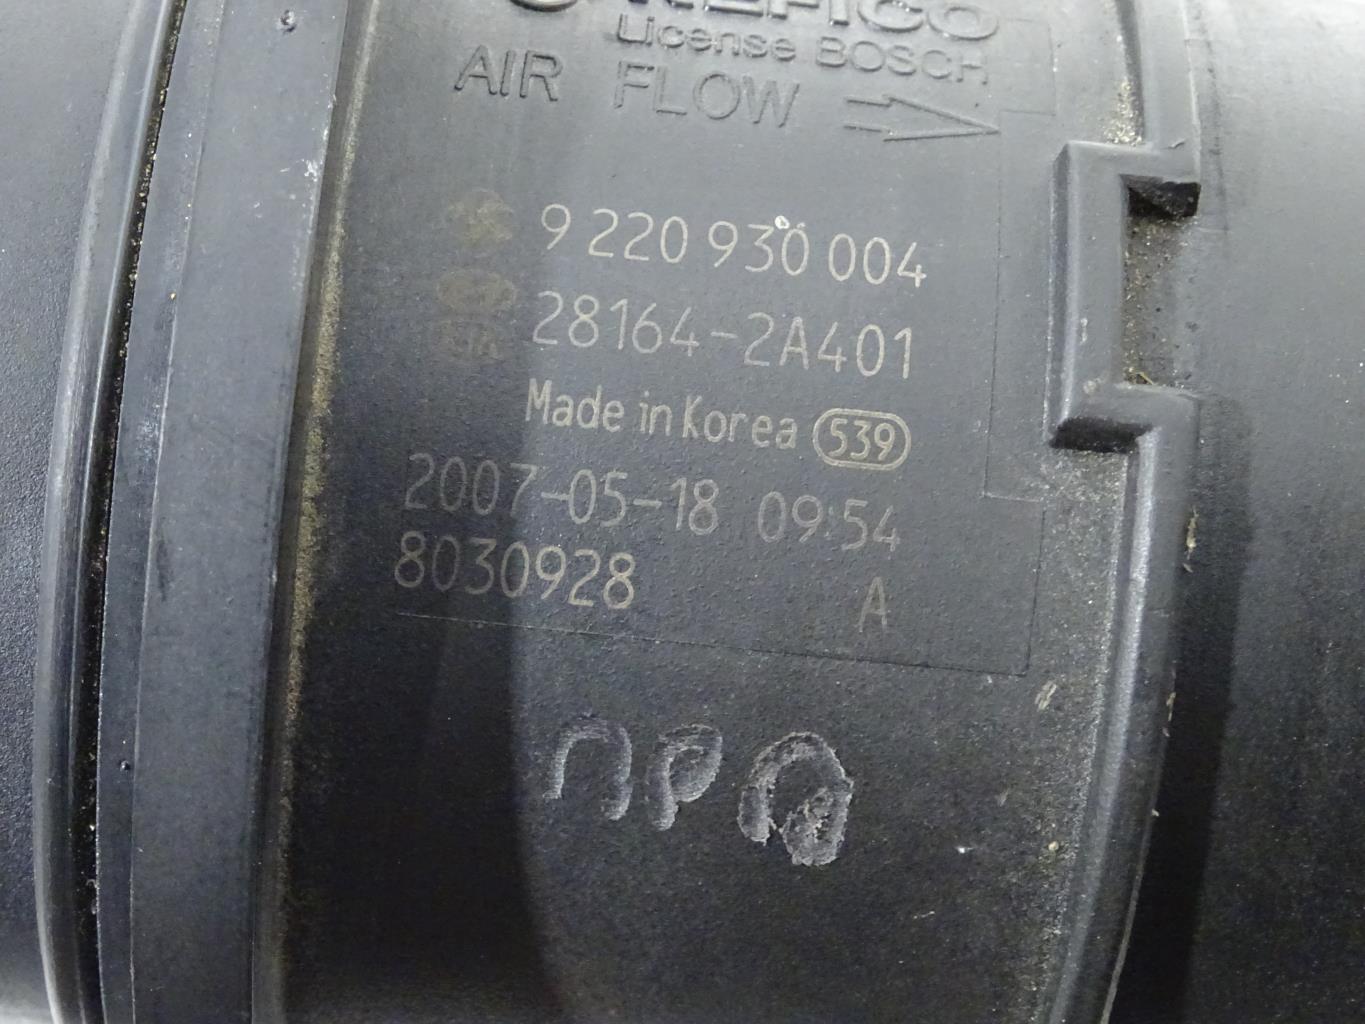 KEFICO
License BOSCH
AIR FLOW
9 220 930 004
28164-2A401
Made in Korea 539
2007-05-18 09:54
8030928 A